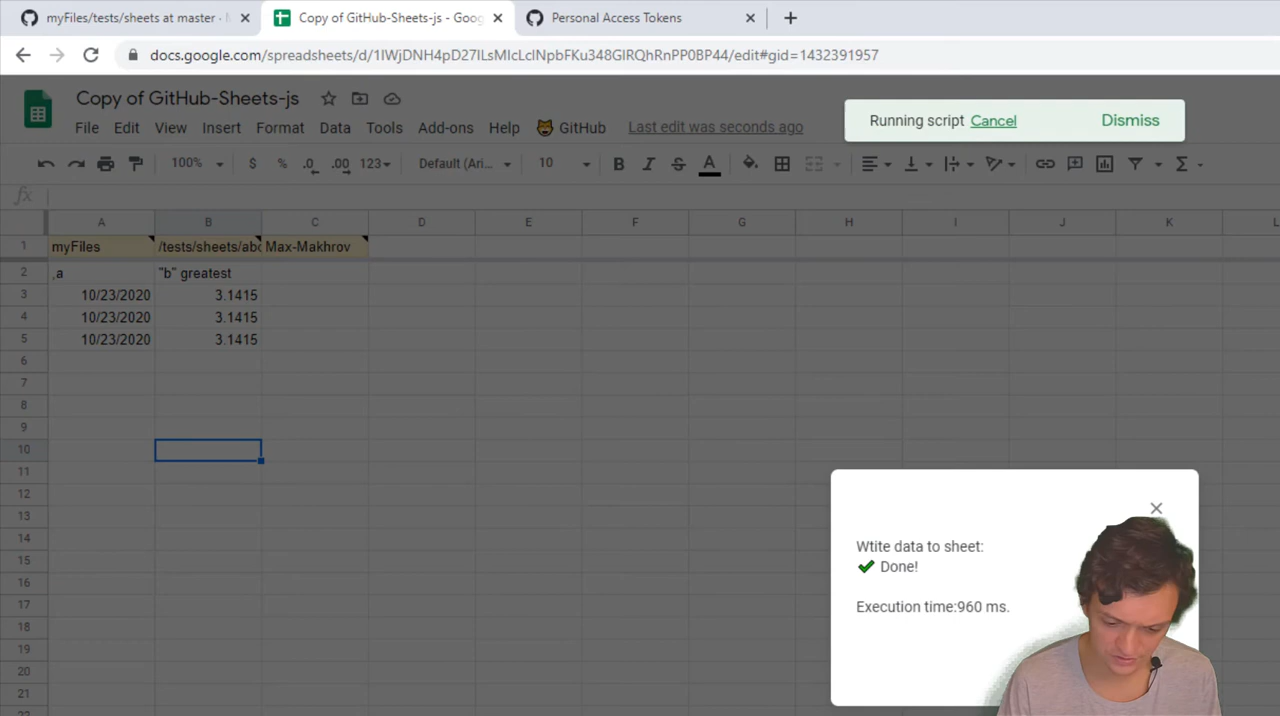 myFiles/tests/sheets at master ·
Copy of GitHub-Sheets-js - Goog
Personal Access Tokens
docs.google.com/spreadsheets/d/1IWjDNH4pD27ILsMIcLcINpbFKu348GIRQhRnPP0BP44/edit#gid=1432391957
Copy of GitHub-Sheets-js
File Edit View Insert Format Data Tools Add-ons Help GitHub Last edit was seconds ago
Running script Cancel Dismiss
100% $ % .0 .00 123 Default (Ari... 10 B I S A Σ
fx
A B C D E F G H I J K L
1 myFiles /tests/sheets/abc Max-Makhrov
2 ,a "b" greatest
3 10/23/2020 3.1415
4 10/23/2020 3.1415
5 10/23/2020 3.1415
6
7
8
9
10
11
12
13
14
15
16
17
18
19
20
21
Wtite data to sheet:
Done!
Execution time:960 ms.